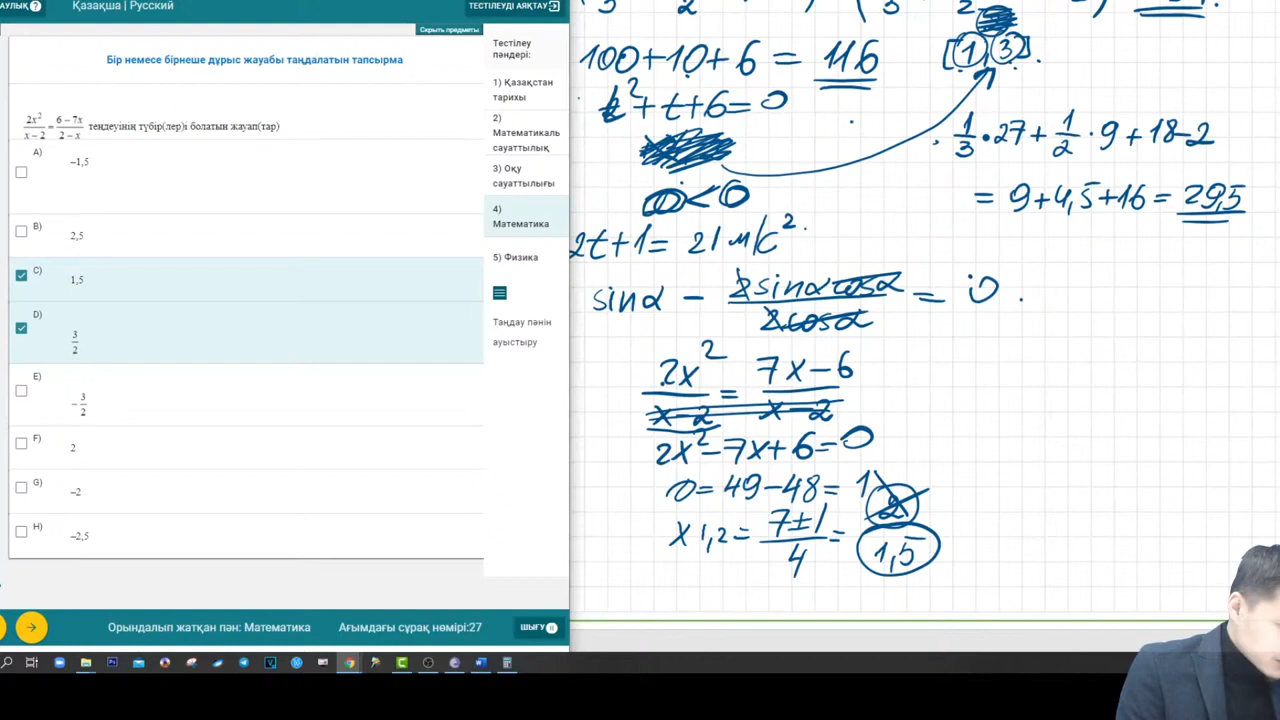 АУЛЫҚ ?
Қазақша | Русский
ТЕСТІЛЕУДІ АЯҚТАУ
Скрыть предметы
Бір немесе бірнеше дұрыс жауабы таңдалатын тапсырма
2x²/(x−2) = (6−7x)/(2−x) теңдеуінің түбір(лер)і болатын жауап(тар)
A) −1,5
B) 2,5
C) 1,5
D) 3/2
E) −3/2
F) 2
G) −2
H) −2,5
Тестілеу
пәндері:
1) Қазақстан
тарихы
2)
Математикалық
сауаттылық
3) Оқу
сауаттылығы
4)
Математика
5) Физика
Таңдау пәнін
ауыстыру
Орындалып жатқан пән: Математика
Ағымдағы сұрақ нөмірі:27
ШЫҒУ
100+10+6 = 116
[1 3].
t²+t+6=0
1/3·27+1/2·9+18−2
= 9+4,5+16= 29,5
D<0
2t+1= 21 м/с².
sinα − 2sinαcosα/2cosα = 0.
2x²/(x−2) = (7x−6)/(x−2)
2x²−7x+6=0
D=49−48=1
x1,2= (7±1)/4 =
2
1,5